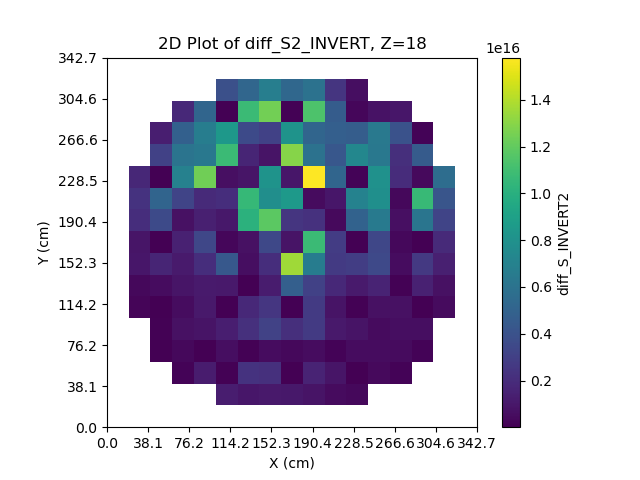 2D Plot of diff_S2_INVERT, Z=18
1e16
342.7
304.6
266.6
228.5
190.4
152.3
114.2
76.2
38.1
0.0
Y (cm)
0.0 38.1 76.2 114.2 152.3 190.4 228.5 266.6 304.6 342.7
X (cm)
1.4
1.2
1.0
0.8
0.6
0.4
0.2
diff_S_INVERT2